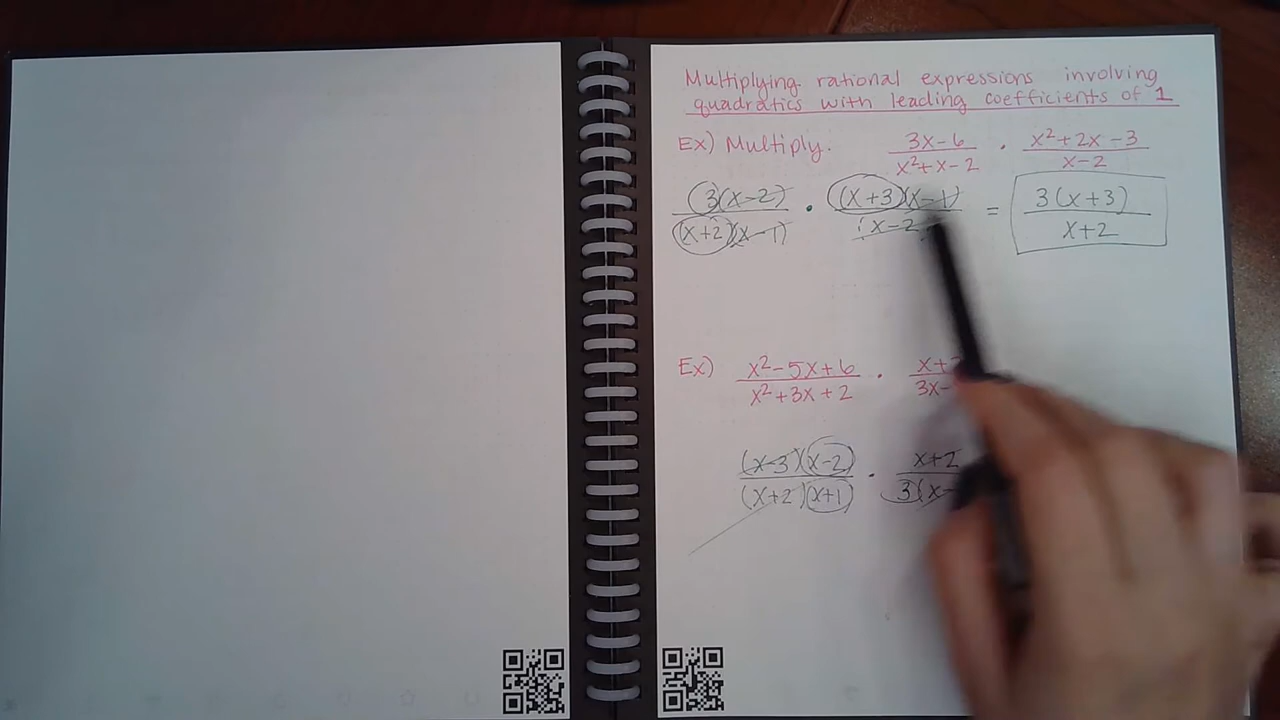 Multiplying rational expressions involving
quadratics with leading coefficients of 1
Ex) Multiply. 3x-6 / x²+x-2 · x²+2x-3 / x-2
3(x-2) / (x+2)(x-1) · (x+3)(x-1) / (x-2) = 3(x+3) / x+2
Ex) x²-5x+6 / x²+3x+2 · x+ / 3x-
(x-3)(x-2) / (x+2)(x+1) · x+2 / 3(x-